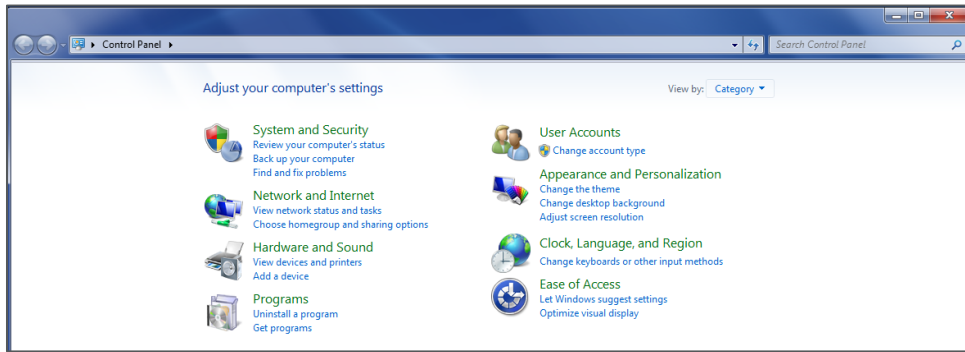 Control Panel
Search Control Panel
Adjust your computer's settings
View by: Category
System and Security
Review your computer's status
Back up your computer
Find and fix problems
Network and Internet
View network status and tasks
Choose homegroup and sharing options
Hardware and Sound
View devices and printers
Add a device
Programs
Uninstall a program
Get programs
User Accounts
Change account type
Appearance and Personalization
Change the theme
Change desktop background
Adjust screen resolution
Clock, Language, and Region
Change keyboards or other input methods
Ease of Access
Let Windows suggest settings
Optimize visual display